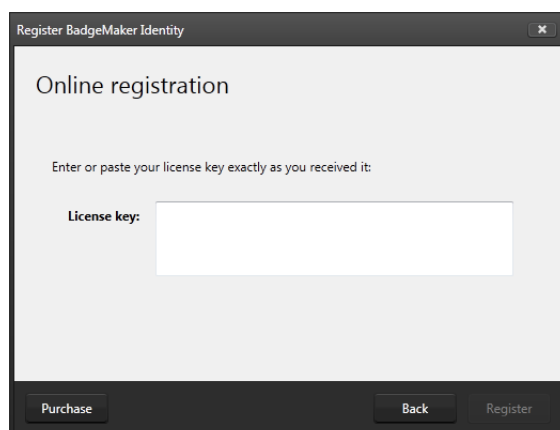 Register BadgeMaker Identity
Online registration
Enter or paste your license key exactly as you received it:
License key:
Purchase
Back
Register